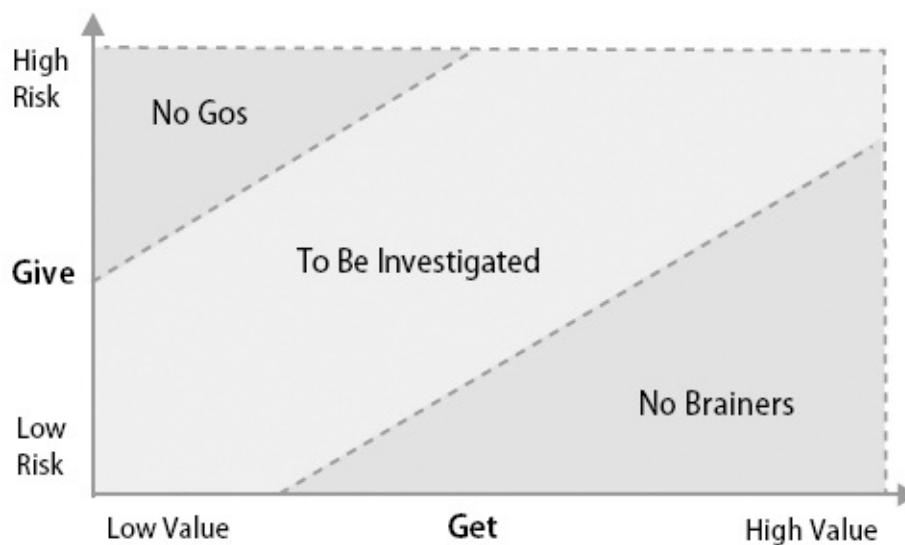 High
Risk
No Gos
Give
To Be Investigated
No Brainers
Low
Risk
Low Value
Get
High Value